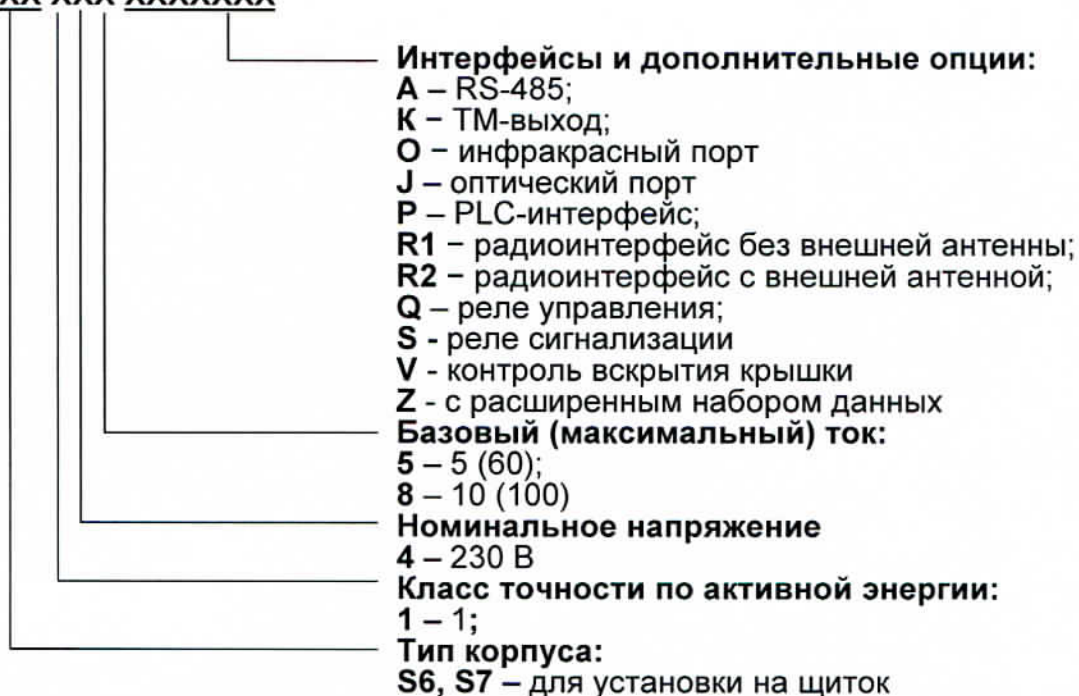 Интерфейсы и дополнительные опции:
A – RS-485;
К – ТМ-выход;
O – инфракрасный порт
J – оптический порт
P – PLC-интерфейс;
R1 – радиоинтерфейс без внешней антенны;
R2 – радиоинтерфейс с внешней антенной;
Q – реле управления;
S - реле сигнализации
V - контроль вскрытия крышки
Z - с расширенным набором данных
Базовый (максимальный) ток:
5 – 5 (60);
8 – 10 (100)
Номинальное напряжение
4 – 230 В
Класс точности по активной энергии:
1 – 1;
Тип корпуса:
S6, S7 – для установки на щиток